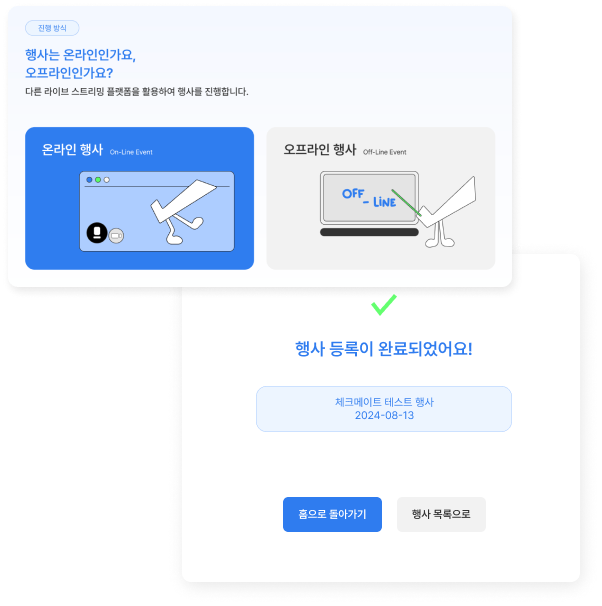 진행 방식
행사는 온라인인가요,
오프라인인가요?
다른 라이브 스트리밍 플랫폼을 활용하여 행사를 진행합니다.
온라인 행사 On-Line Event
오프라인 행사 Off-Line Event
OFF
- LiNE
행사 등록이 완료되었어요!
체크메이트 테스트 행사
2024-08-13
홈으로 돌아가기
행사 목록으로